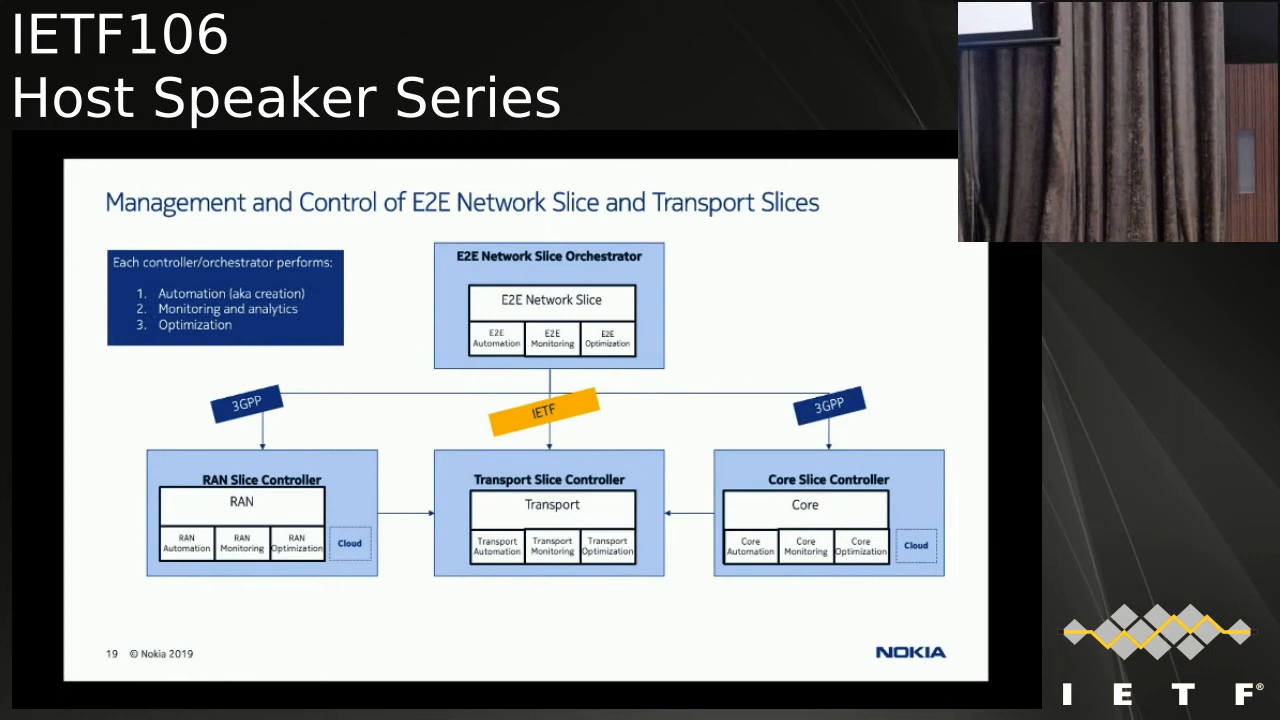 IETF106
Host Speaker Series
Management and Control of E2E Network Slice and Transport Slices
Each controller/orchestrator performs:
1. Automation (aka creation)
2. Monitoring and analytics
3. Optimization
E2E Network Slice Orchestrator
E2E Network Slice
E2E Automation
E2E Monitoring
E2E Optimization
3GPP
IETF
3GPP
RAN Slice Controller
RAN
RAN Automation
RAN Monitoring
RAN Optimization
Cloud
Transport Slice Controller
Transport
Transport Automation
Transport Monitoring
Transport Optimization
Core Slice Controller
Core
Core Automation
Core Monitoring
Core Optimization
Cloud
19 © Nokia 2019
NOKIA
I E T F®